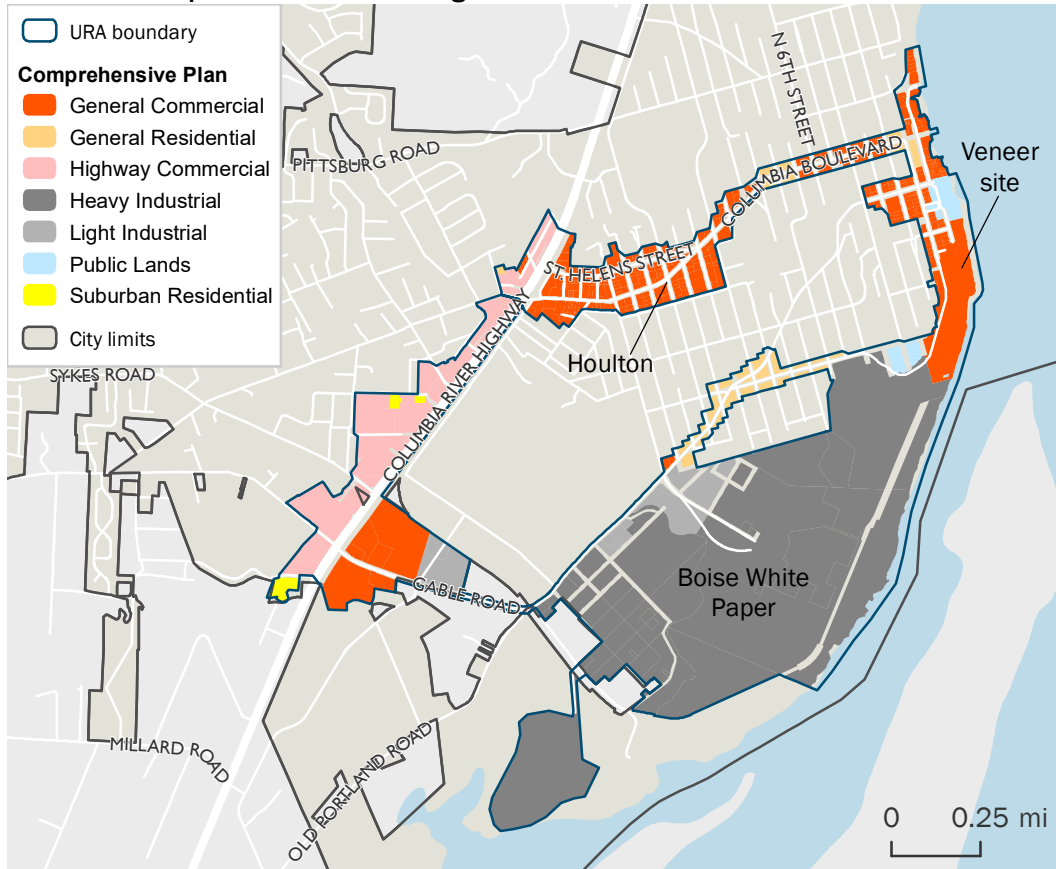 URA boundary
Comprehensive Plan
General Commercial
General Residential
Highway Commercial
Heavy Industrial
Light Industrial
Public Lands
Suburban Residential
City limits
N 6TH STREET
PITTSBURG ROAD
COLUMBIA BOULEVARD
Veneer
site
ST HELENS STREET
Houlton
COLUMBIA RIVER HIGHWAY
SYKES ROAD
GABLE ROAD
Boise White
Paper
MILLARD ROAD
OLD PORTLAND ROAD
0 0.25 mi